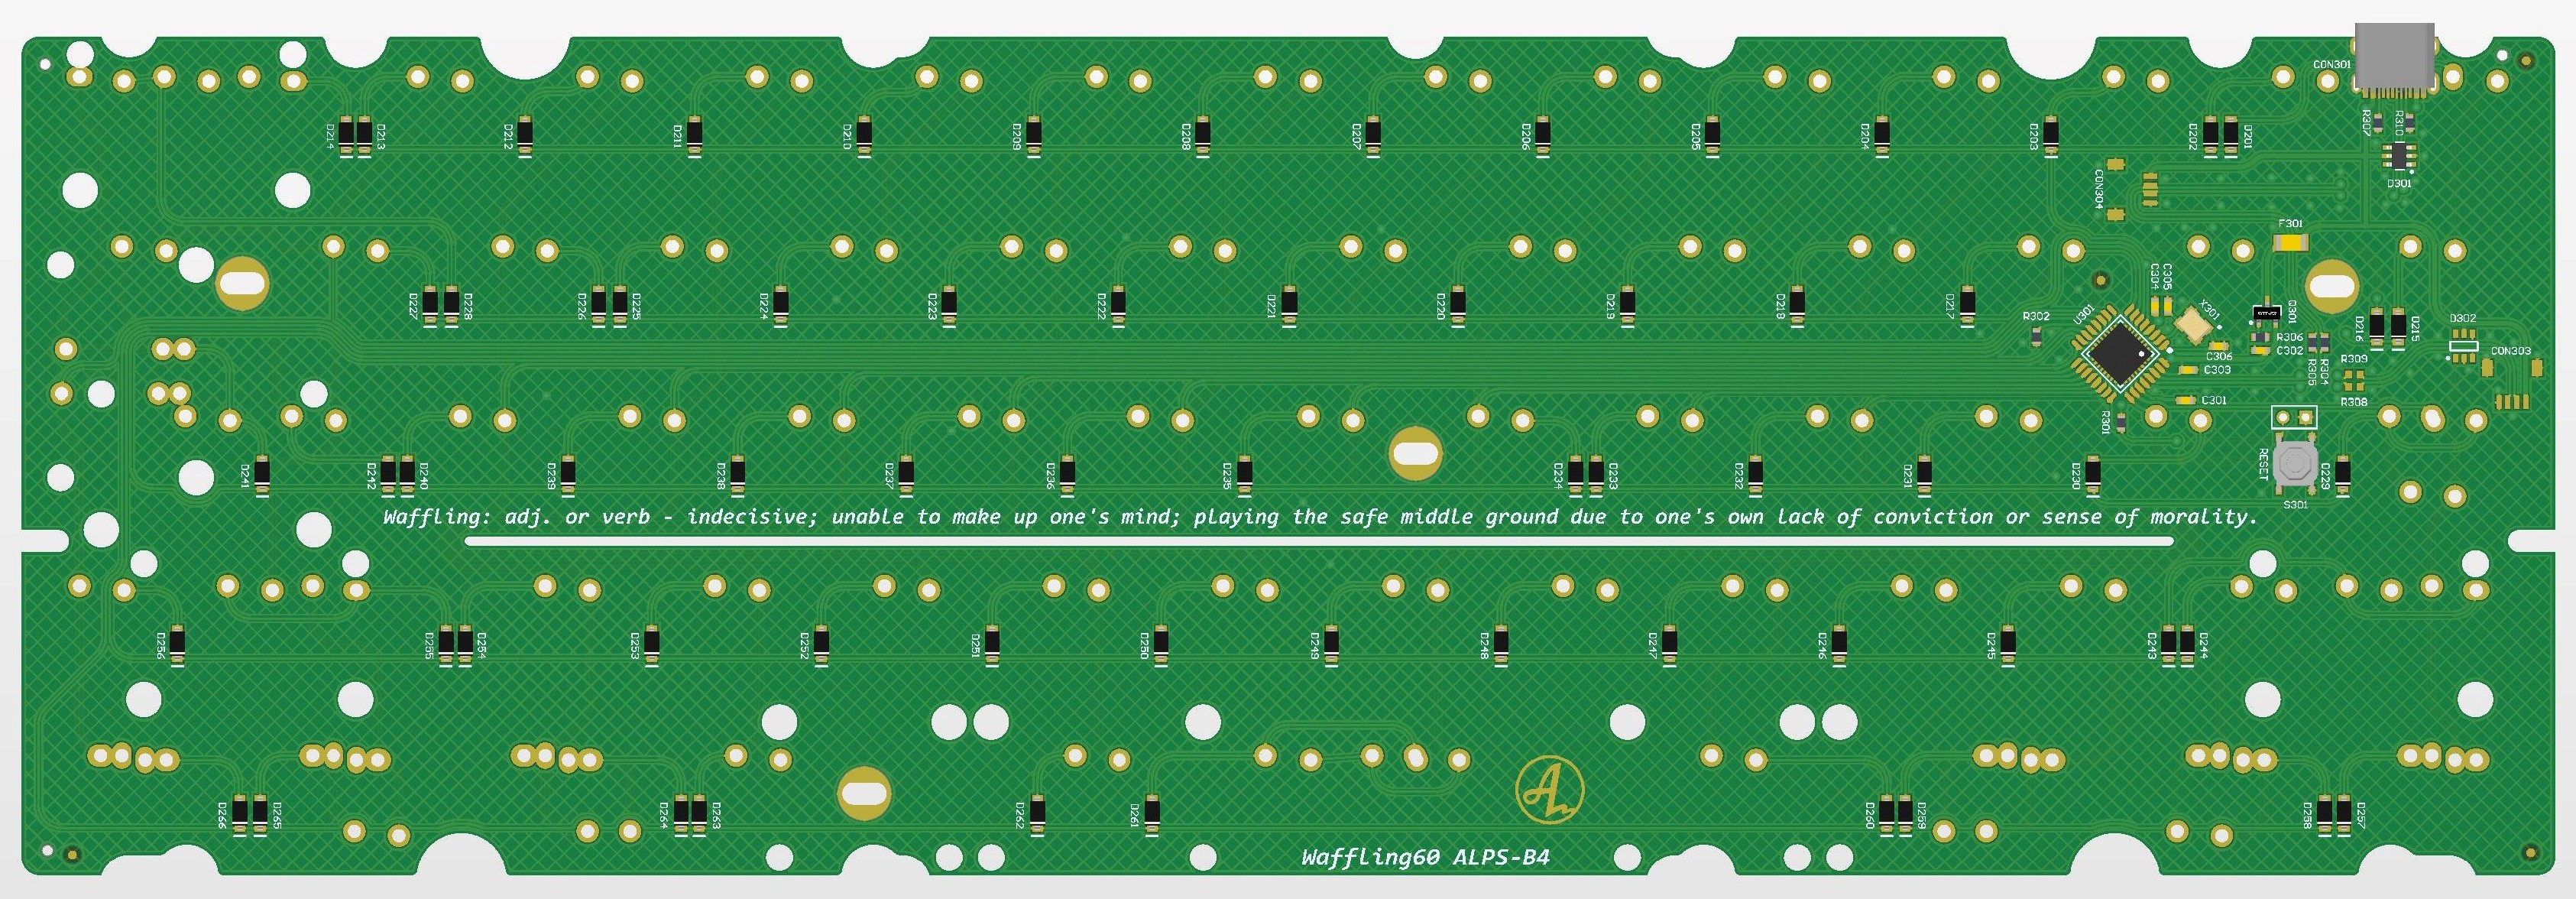 CON301
D214 D213 D212 D211 D210 D209 D208 D207 D206 D205 D204 D203 D202 D201
R307 R310
D301
CON304
F301
D227 D228 D226 D225 D224 D223 D222 D221 D220 D219 D218 D217
C304 C305
X301
U301
R302
Q301
R306
C302
C306
C303
C301
R305 R304
R309
R308
D216 D215
D302
CON303
R301
D241 D242 D240 D239 D238 D237 D236 D235 D234 D233 D232 D231 D230
RESET
D229
S301
Waffling: adj. or verb - indecisive; unable to make up one's mind; playing the safe middle ground due to one's own lack of conviction or sense of morality.
D256 D255 D254 D253 D252 D251 D250 D249 D248 D247 D246 D245 D243 D244
D266 D265 D264 D263 D262 D261 D260 D259 D258 D257
A
Waffling60 ALPS-B4